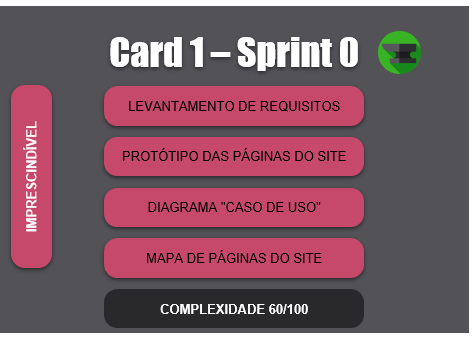 Card 1 – Sprint 0
IMPRESCINDÍVEL
LEVANTAMENTO DE REQUISITOS
PROTÓTIPO DAS PÁGINAS DO SITE
DIAGRAMA "CASO DE USO"
MAPA DE PÁGINAS DO SITE
COMPLEXIDADE 60/100